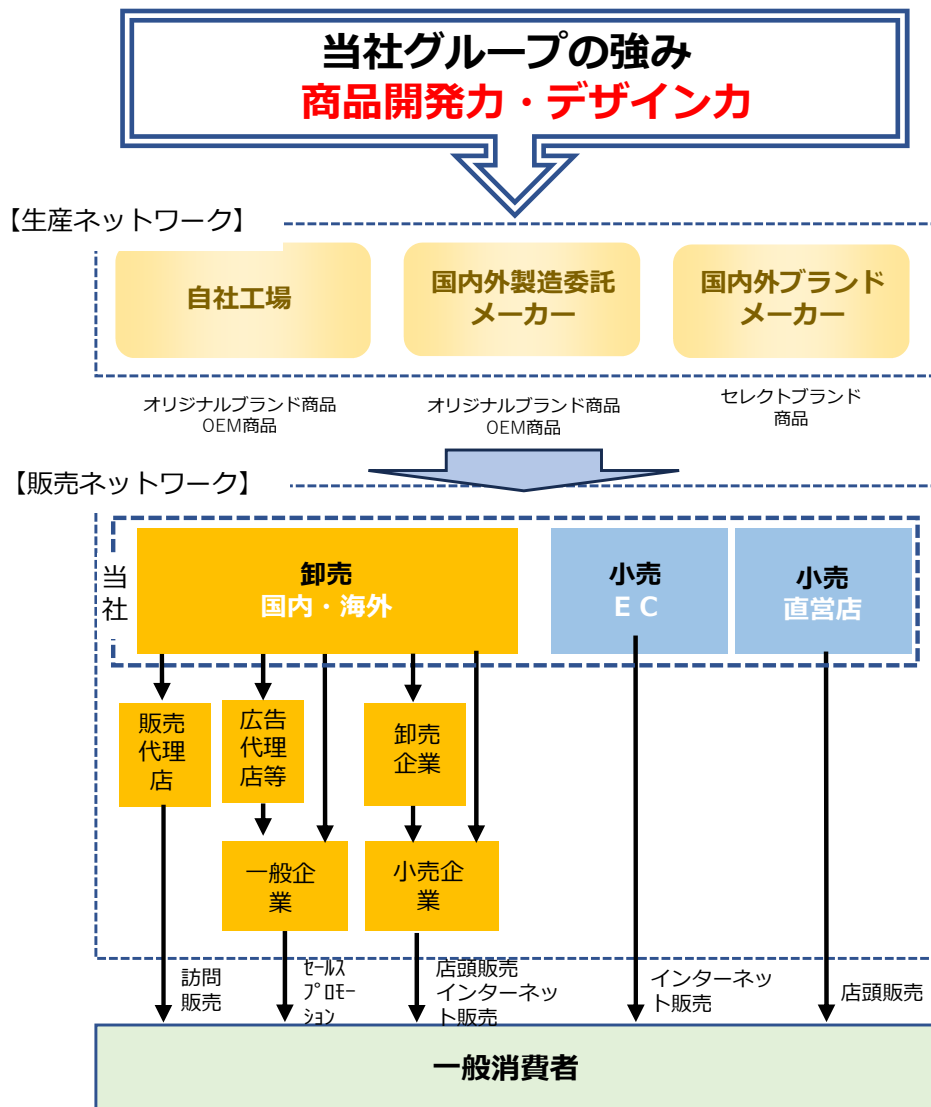 当社グループの強み
商品開発力・デザイン力
【生産ネットワーク】
自社工場
国内外製造委託
メーカー
国内外ブランド
メーカー
オリジナルブランド商品
OEM商品
オリジナルブランド商品
OEM商品
セレクトブランド
商品
【販売ネットワーク】
当
社
卸売
国内・海外
小売
ＥＣ
小売
直営店
販売
代理
店
広告
代理
店等
卸売
企業
一般企
業
小売企
業
訪問
販売
ｾｰﾙｽ
ﾌﾟﾛﾓｰ
ｼｮﾝ
店頭販売
インターネッ
ト販売
インターネッ
ト販売
店頭販売
一般消費者